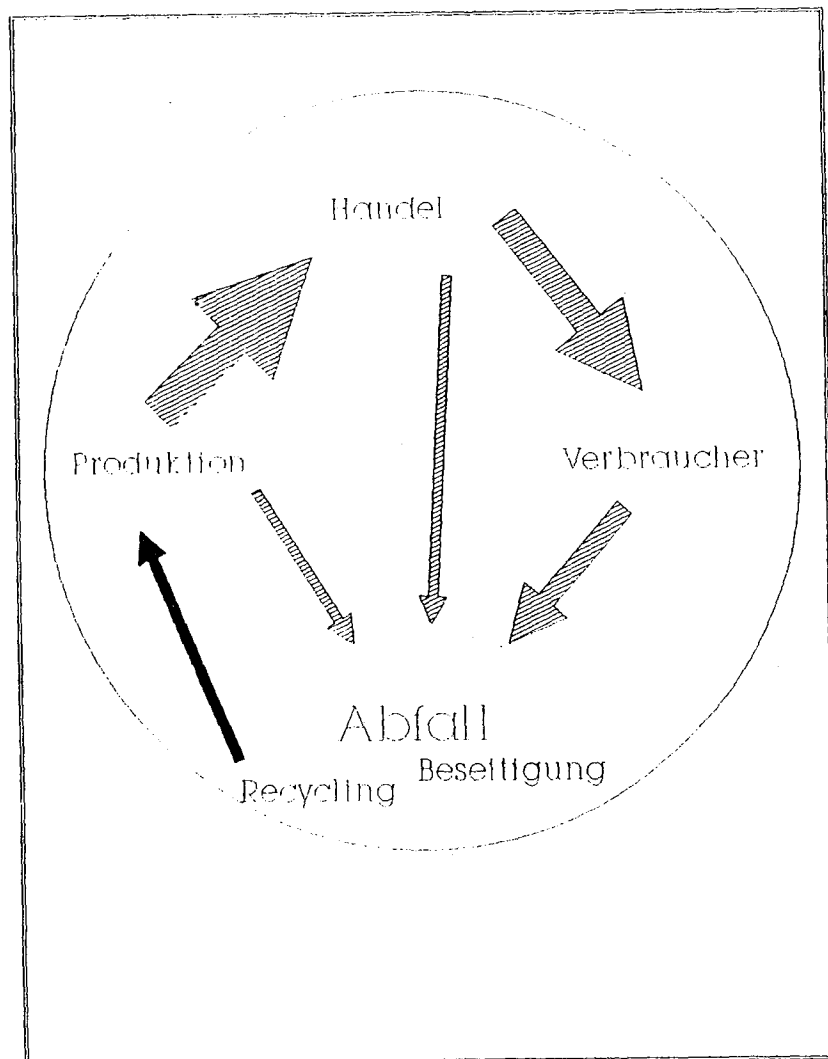 Handel
Produktion
Verbraucher
Abfall
Beseitigung
Recycling